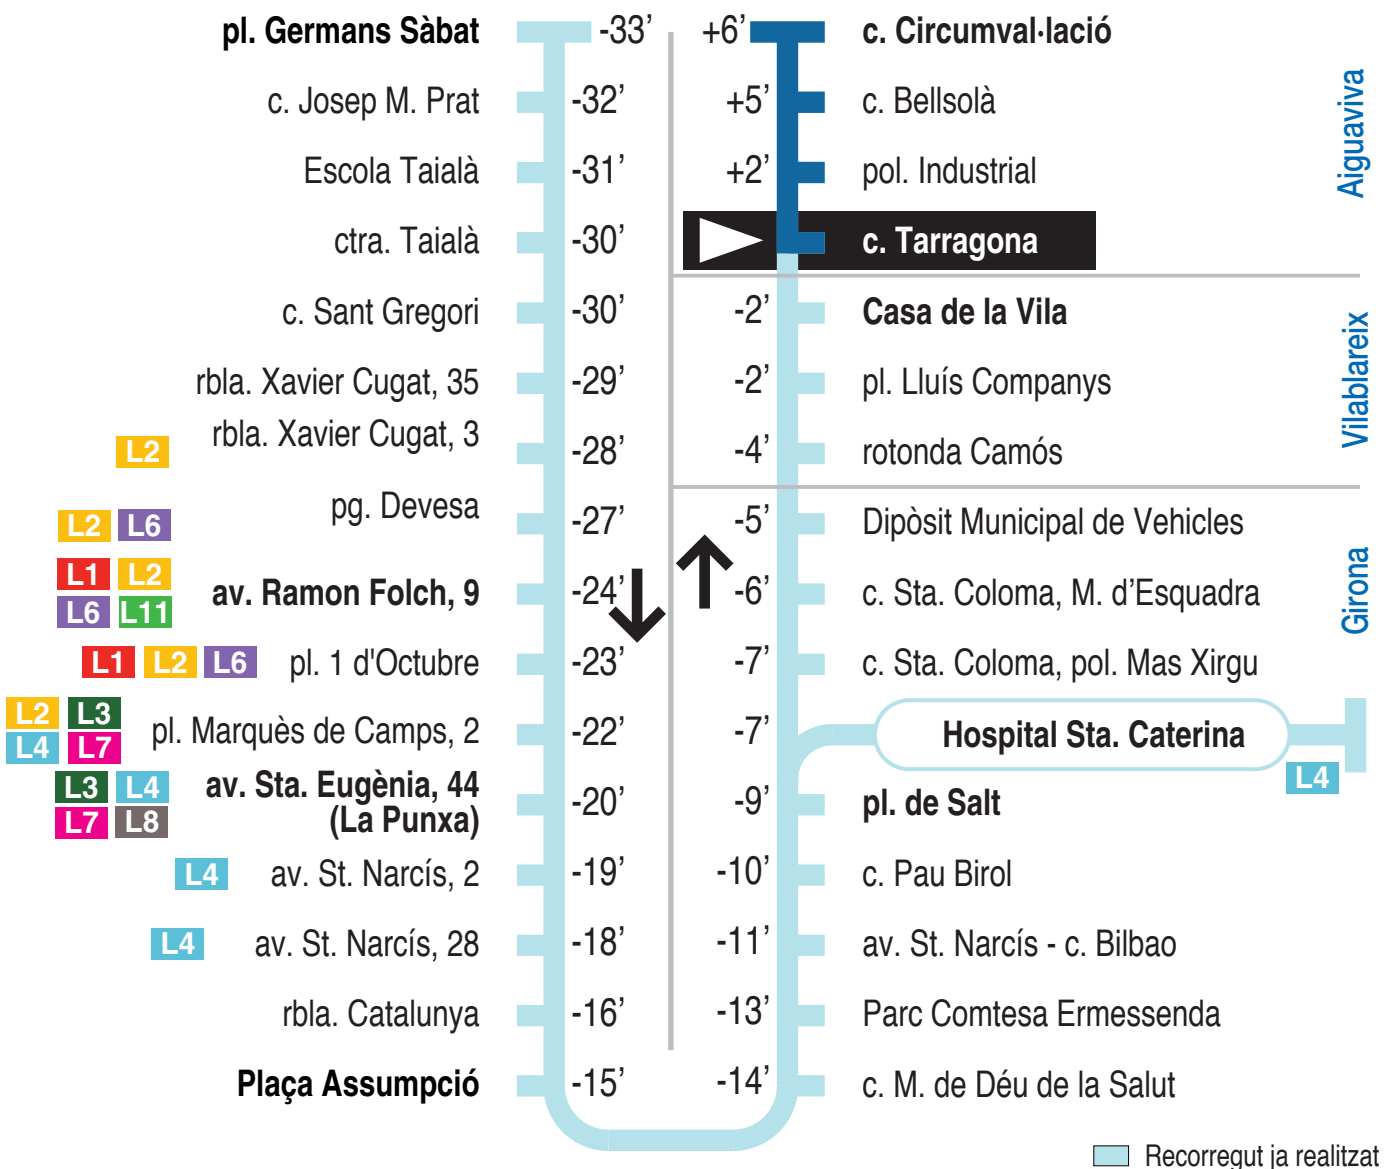 pl. Germans Sàbat -33’
c. Josep M. Prat -32’
Escola Taialà -31’
ctra. Taialà -30’
c. Sant Gregori -30’
rbla. Xavier Cugat, 35 -29’
rbla. Xavier Cugat, 3
L2 -28’
pg. Devesa
L2 L6 -27’
L1 L2
av. Ramon Folch, 9 -24’
L6 L11
L1 L2 L6 pl. 1 d'Octubre -23’
L2 L3
pl. Marquès de Camps, 2 -22’
L4 L7
L3 L4 av. Sta. Eugènia, 44
-20’
L7 L8 (La Punxa)
L4 av. St. Narcís, 2 -19’
L4 av. St. Narcís, 28 -18’
rbla. Catalunya -16’
Plaça Assumpció -15’
+6’ c. Circumval·lació
+5’ c. Bellsolà
+2’ pol. Industrial
c. Tarragona
-2’ Casa de la Vila
-2’ pl. Lluís Companys
-4’ rotonda Camós
-5’ Dipòsit Municipal de Vehicles
-6’ c. Sta. Coloma, M. d’Esquadra
-7’ c. Sta. Coloma, pol. Mas Xirgu
-7’ Hospital Sta. Caterina
L4
-9’ pl. de Salt
-10’ c. Pau Birol
-11’ av. St. Narcís - c. Bilbao
-13’ Parc Comtesa Ermessenda
-14’ c. M. de Déu de la Salut
Aiguaviva
Vilablareix
Girona
Recorregut ja realitzat